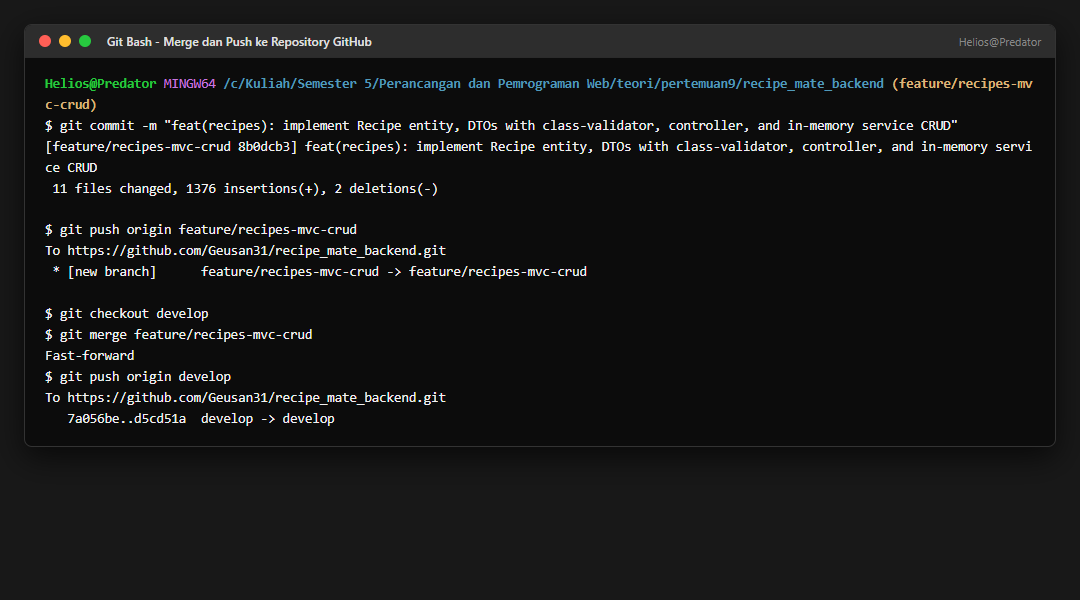 Git Bash - Merge dan Push ke Repository GitHub
Helios@Predator
Helios@Predator MINGW64 /c/Kuliah/Semester 5/Perancangan dan Pemrograman Web/teori/pertemuan9/recipe_mate_backend (feature/recipes-mv
c-crud)
$ git commit -m "feat(recipes): implement Recipe entity, DTOs with class-validator, controller, and in-memory service CRUD"
[feature/recipes-mvc-crud 8b0dcb3] feat(recipes): implement Recipe entity, DTOs with class-validator, controller, and in-memory servi
ce CRUD
 11 files changed, 1376 insertions(+), 2 deletions(-)

$ git push origin feature/recipes-mvc-crud
To https://github.com/Geusan31/recipe_mate_backend.git
 * [new branch]      feature/recipes-mvc-crud -> feature/recipes-mvc-crud

$ git checkout develop
$ git merge feature/recipes-mvc-crud
Fast-forward
$ git push origin develop
To https://github.com/Geusan31/recipe_mate_backend.git
   7a056be..d5cd51a  develop -> develop